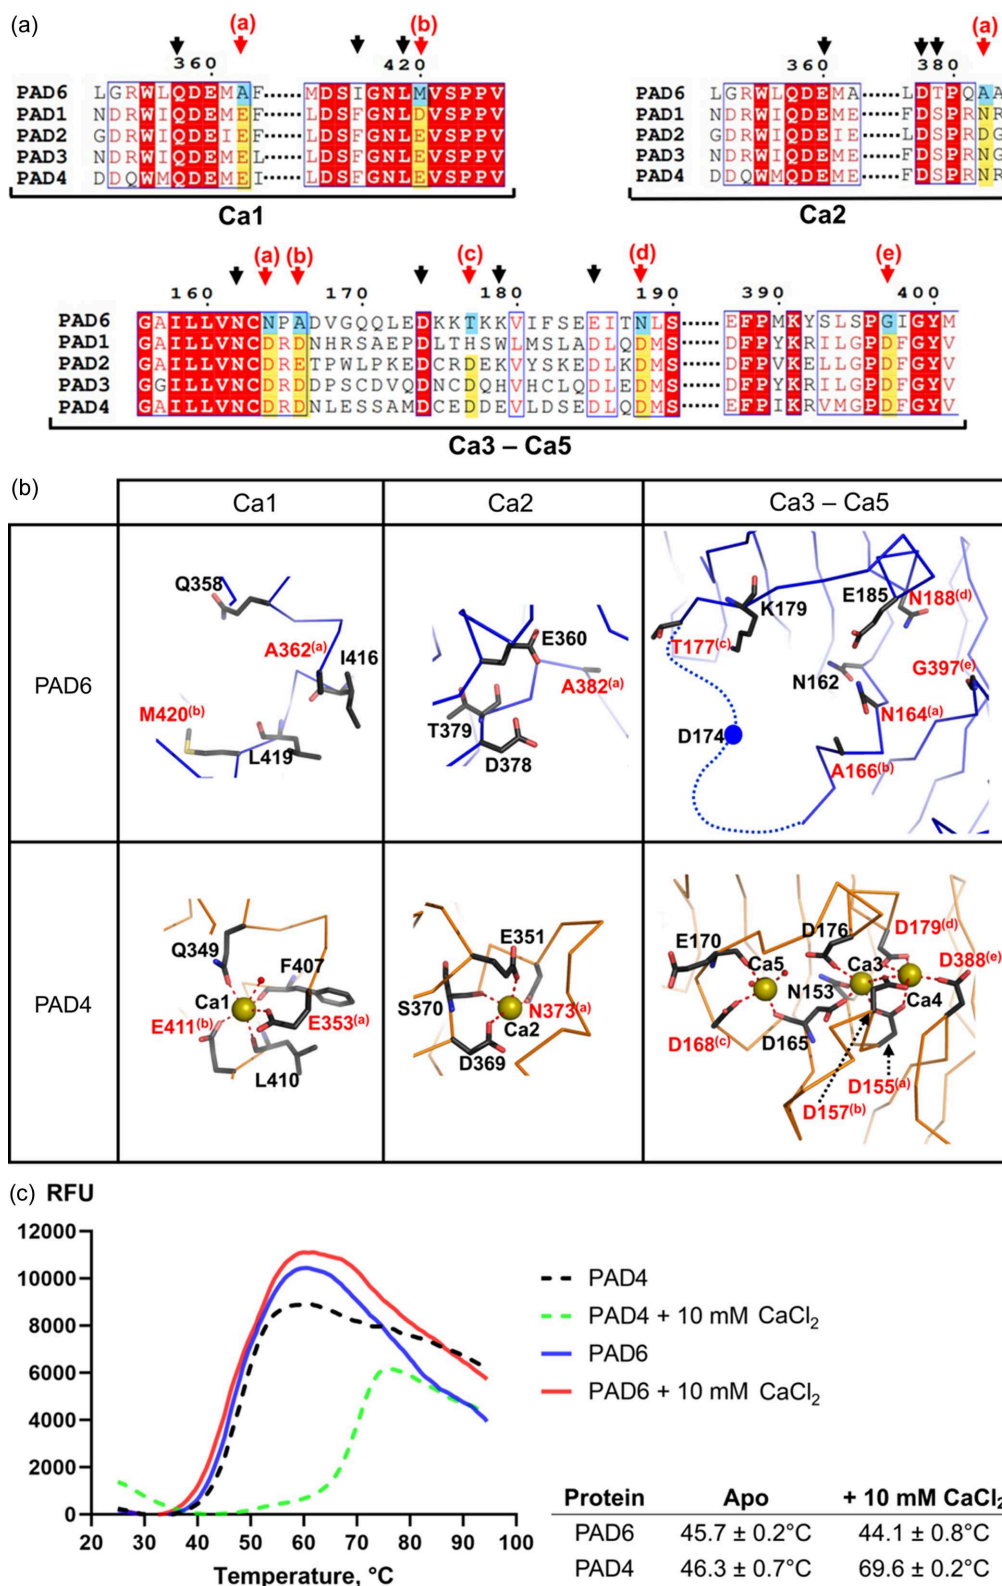 (a)
(a) (b) (a)
360 420 360 380
PAD6 LGRWLQDEMAF······MDSIGNLMVSPPV PAD6 LGRWLQDEMA······LDTPQAA
PAD1 NDRWIQDEMEF······LDSFGNLDVSPPV PAD1 NDRWIQDEME······FDSPRNR
PAD2 GDRWIQDEIEF······LDSFGNLEVSPPV PAD2 GDRWIQDEIE······LDSPRDG
PAD3 NDRWIQDEMEL······LDSFGNLEVSPPV PAD3 NDRWIQDEME······FDSPRNG
PAD4 DDQWMQDEMEI······LDSFGNLEVSPPV PAD4 DDQWMQDEME······FDSPRNR
Ca1 Ca2
(a) (b) (c) (d) (e)
160 170 180 190 390 400
PAD6 GAILLVNCNPADVGQQLEDKKTKKVIFSEEITNLS······EFPMKYSLSPGIGYM
PAD1 GAILLVNCDRDNHRSAEPDLTHSWLMSLADLQDMS······DFPYKRILGPDFGYV
PAD2 GAILLVNCDRETPWLPKEDCRDEKVYSKEDLKDMS······DFPVKELLGPDFGYV
PAD3 GGILLVNCDRDDPSCDVQDNCDQHVHCLQDLEDMS······EFPYKRILGPDFGYV
PAD4 GAILLVNCDRDNLESSAMDCEDDEVLDSEDLQDMS······EFPIKRVMGPDFGYV
Ca3 – Ca5
(b)
Ca1 Ca2 Ca3 – Ca5
PAD6
Q358
A362(a)
I416
M420(b)
L419
E360
A382(a)
T379
D378
K179
E185
N188(d)
T177(c)
N162
G397(e)
N164(a)
D174
A166(b)
PAD4
Q349
F407
Ca1
E411(b)
E353(a)
L410
E351
S370
N373(a)
Ca2
D369
E170
D176
D179(d)
Ca5
Ca3
D388(e)
N153
Ca4
D168(c)
D165
D155(a)
D157(b)
(c) RFU
12000
10000
8000
6000
4000
2000
0
20 30 40 50 60 70 80 90 100
Temperature, °C
PAD4
PAD4 + 10 mM CaCl₂
PAD6
PAD6 + 10 mM CaCl₂
Protein Apo + 10 mM CaCl₂
PAD6 45.7 ± 0.2°C 44.1 ± 0.8°C
PAD4 46.3 ± 0.7°C 69.6 ± 0.2°C